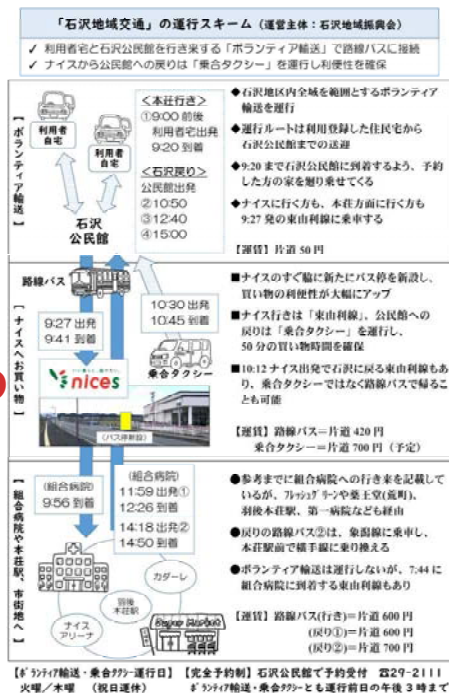 「石沢地域交通」の運行スキーム（運営主体：石沢地域振興会）
✓ 利用者宅と石沢公民館を行き来する「ボランティア輸送」で路線バスに接続
✓ ナイスから公民館への戻りは「乗合タクシー」を運行し利便性を確保
【ボランティア輸送】
利用者
自宅
利用者
自宅
石沢
公民館
＜本荘行き＞
①9:00 前後
利用者宅出発
9:20 到着
＜石沢戻り＞
公民館出発
②10:50
③12:40
④15:00
◆石沢地区内全域を範囲とするボランティア
輸送を運行
◆運行ルートは利用登録した住民宅から
石沢公民館までの送迎
◆9:20 まで石沢公民館に到着するよう、予約
した方の家を廻り乗せてくる
◆ナイスに行く方も、本荘方面に行く方も
9:27 発の東由利線に乗車する
【運賃】片道 50 円
【ナイスへお買い物】
路線バス
9:27 出発
9:41 到着
10:30 出発
10:45 到着
乗合タクシー
nices
（バス停新設）
■ナイスのすぐ脇に新たにバス停を新設し、
買い物の利便性が大幅にアップ
■ナイス行きは「東由利線」、公民館への
戻りは「乗合タクシー」を運行し、
50 分の買い物時間を確保
■10:12 ナイス出発で石沢に戻る東由利線もあ
り、乗合タクシーではなく路線バスで帰るこ
とも可能
【運賃】路線バス＝片道 420 円
乗合タクシー＝片道 700 円（予定）
【組合病院や本荘駅、市街地へ】
（組合病院）
9:56 到着
（組合病院）
11:59 出発①
12:26 到着
14:18 出発②
14:50 到着
カダーレ
羽後
本荘駅
ナイス
アリーナ
●参考までに組合病院への行き来を記載して
いるが、フレッシュグリーンや薬王堂(荒町)、
羽後本荘駅、第一病院なども経由
●戻りの路線バス②は、象潟線に乗車し、
本荘駅前で横手線に乗り換える
●ボランティア輸送は運行しないが、7:44 に
組合病院に到着する東由利線もあり
【運賃】路線バス(行き)＝片道 600 円
(戻り①)＝片道 600 円
(戻り②)＝片道 700 円
【ボランティア輸送・乗合タクシー運行日】
火曜／木曜　（祝日運休）
【完全予約制】石沢公民館で予約受付　☎29-2111
ボランティア輸送・乗合タクシーとも運行前日の午後３時まで